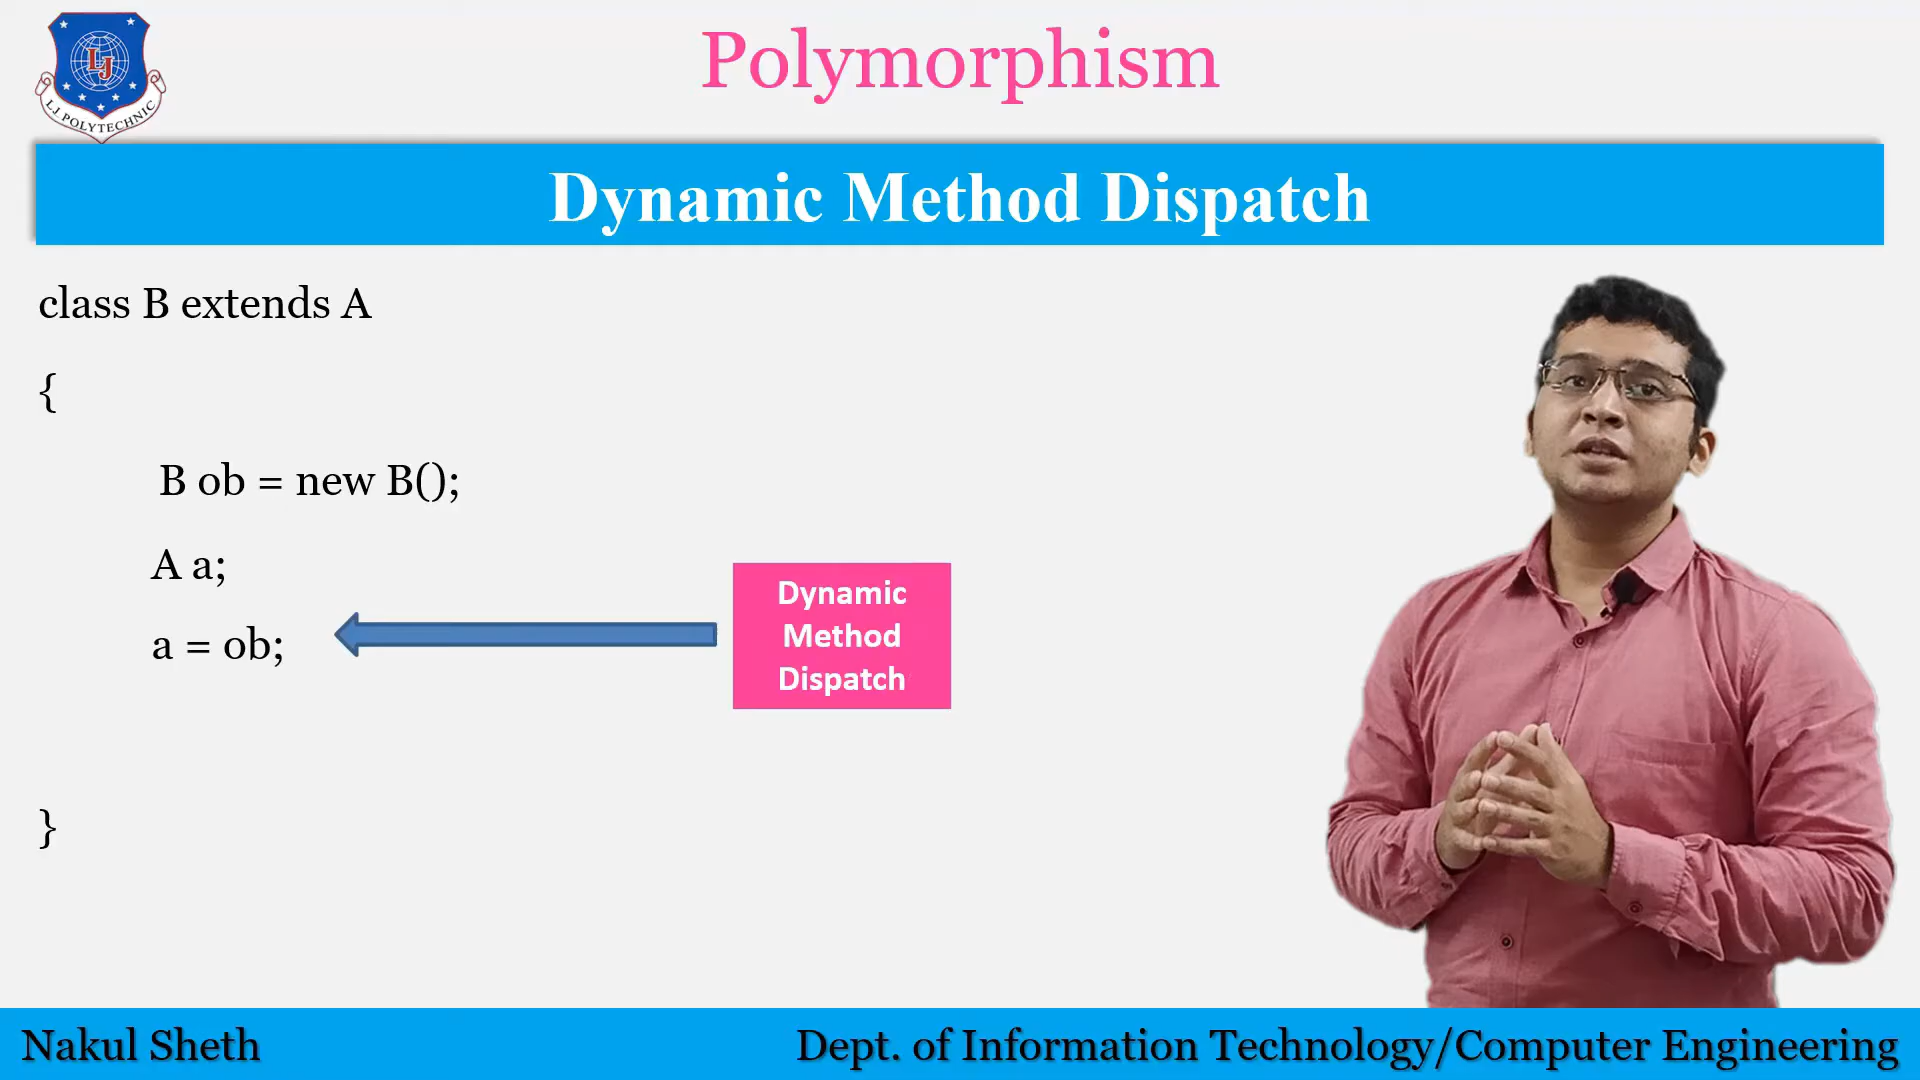 LJ
L.J POLYTECHNIC
Polymorphism
Dynamic Method Dispatch
class B extends A
{
B ob = new B();
A a;
a = ob;
Dynamic
Method
Dispatch
}
Nakul Sheth
Dept. of Information Technology/Computer Engineering